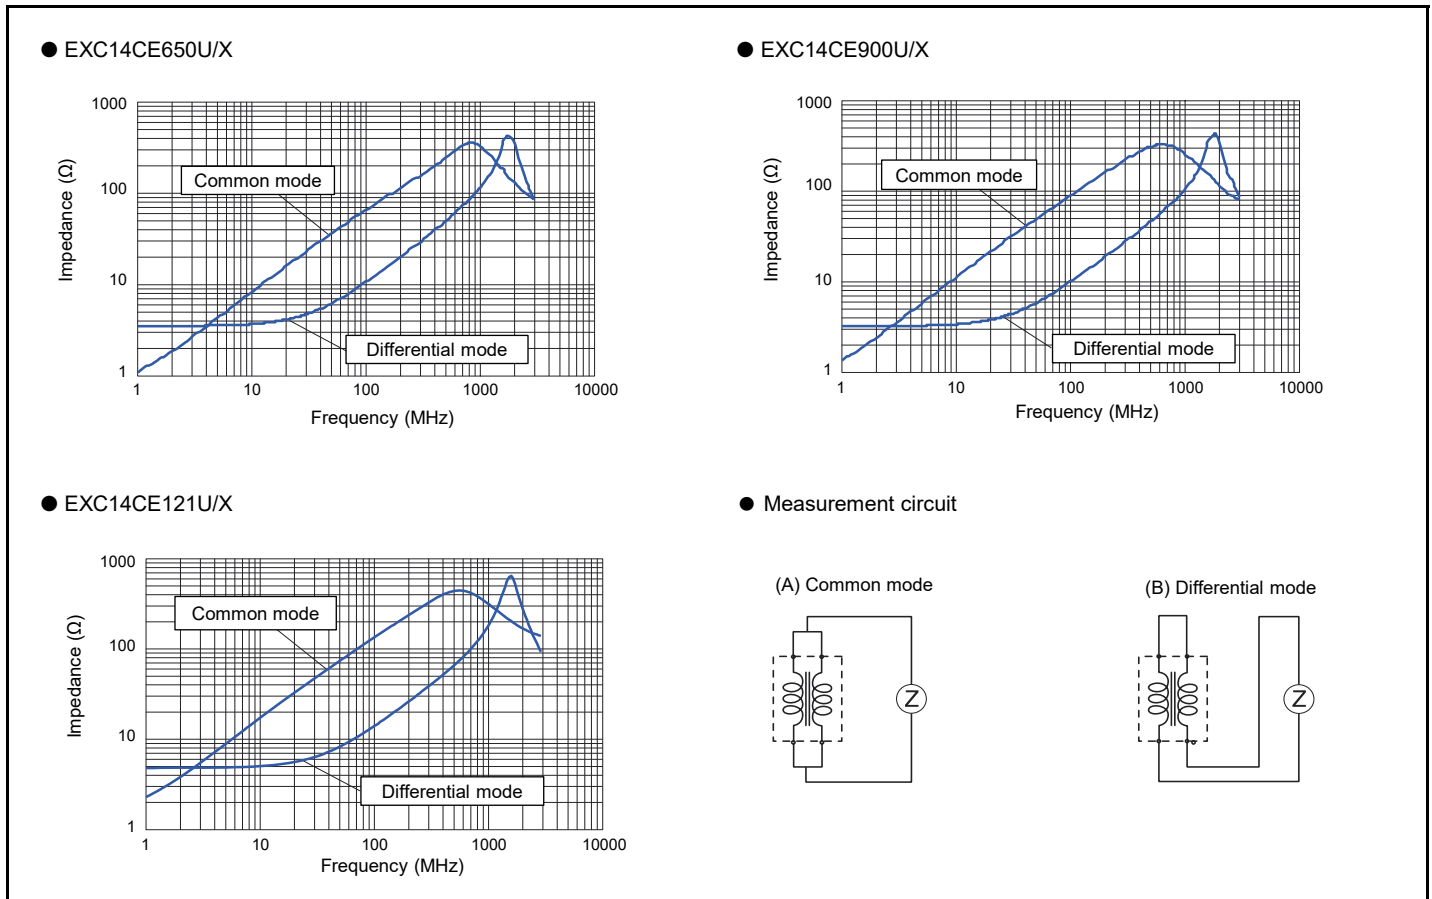 ● EXC14CE650U/X
1000
100
10
1
Impedance (Ω)
Common mode
Differential mode
1 10 100 1000 10000
Frequency (MHz)
● EXC14CE900U/X
1000
100
10
1
Impedance (Ω)
Common mode
Differential mode
1 10 100 1000 10000
Frequency (MHz)
● EXC14CE121U/X
1000
100
10
1
Impedance (Ω)
Common mode
Differential mode
1 10 100 1000 10000
Frequency (MHz)
● Measurement circuit
(A) Common mode
Z
(B) Differential mode
Z